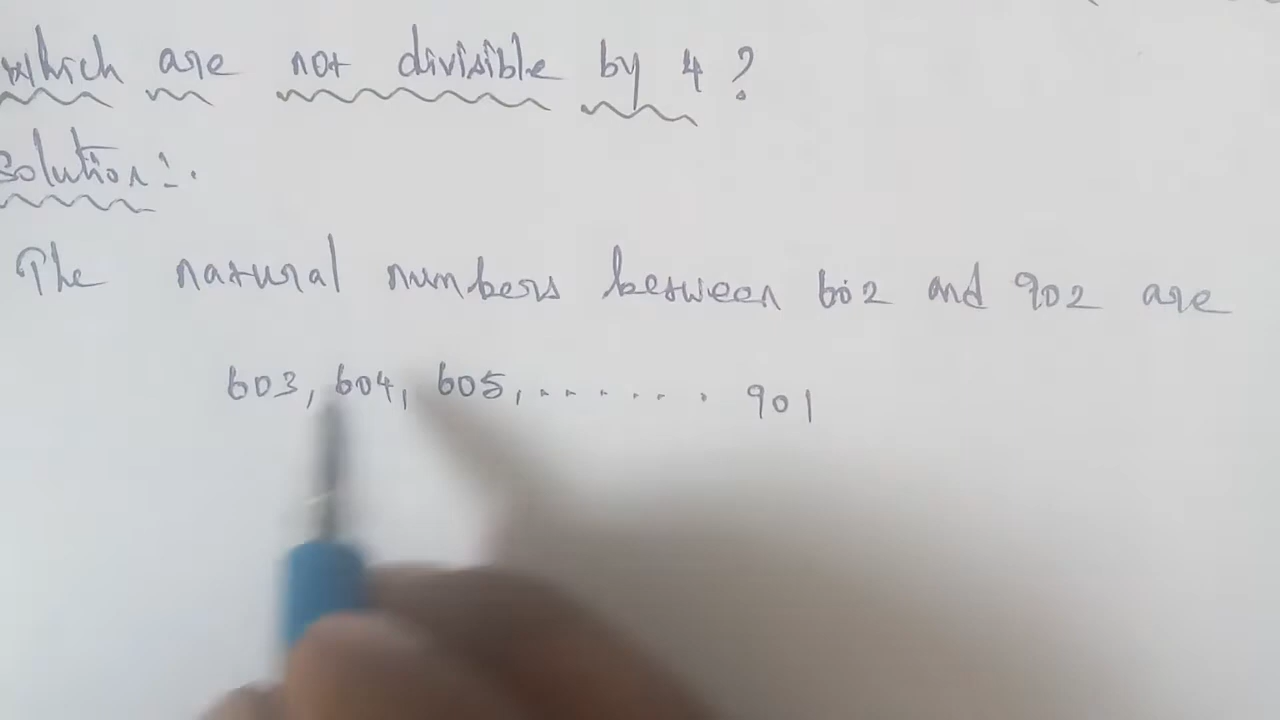 which are not divisible by 4?
Solution:-
The natural numbers between 602 and 902 are
603, 604, 605, ....... 901